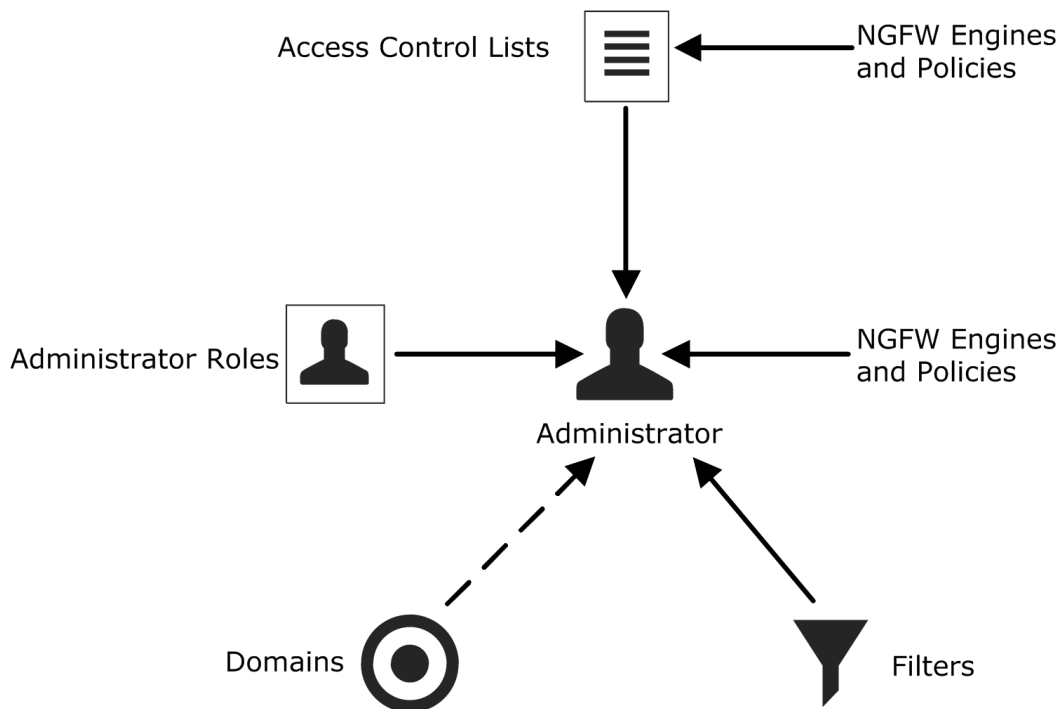 Access Control Lists
NGFW Engines
and Policies
Administrator Roles
NGFW Engines
and Policies
Administrator
Domains
Filters